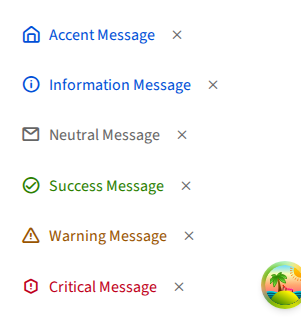 Accent Message
Information Message
Neutral Message
Success Message
Warning Message
Critical Message